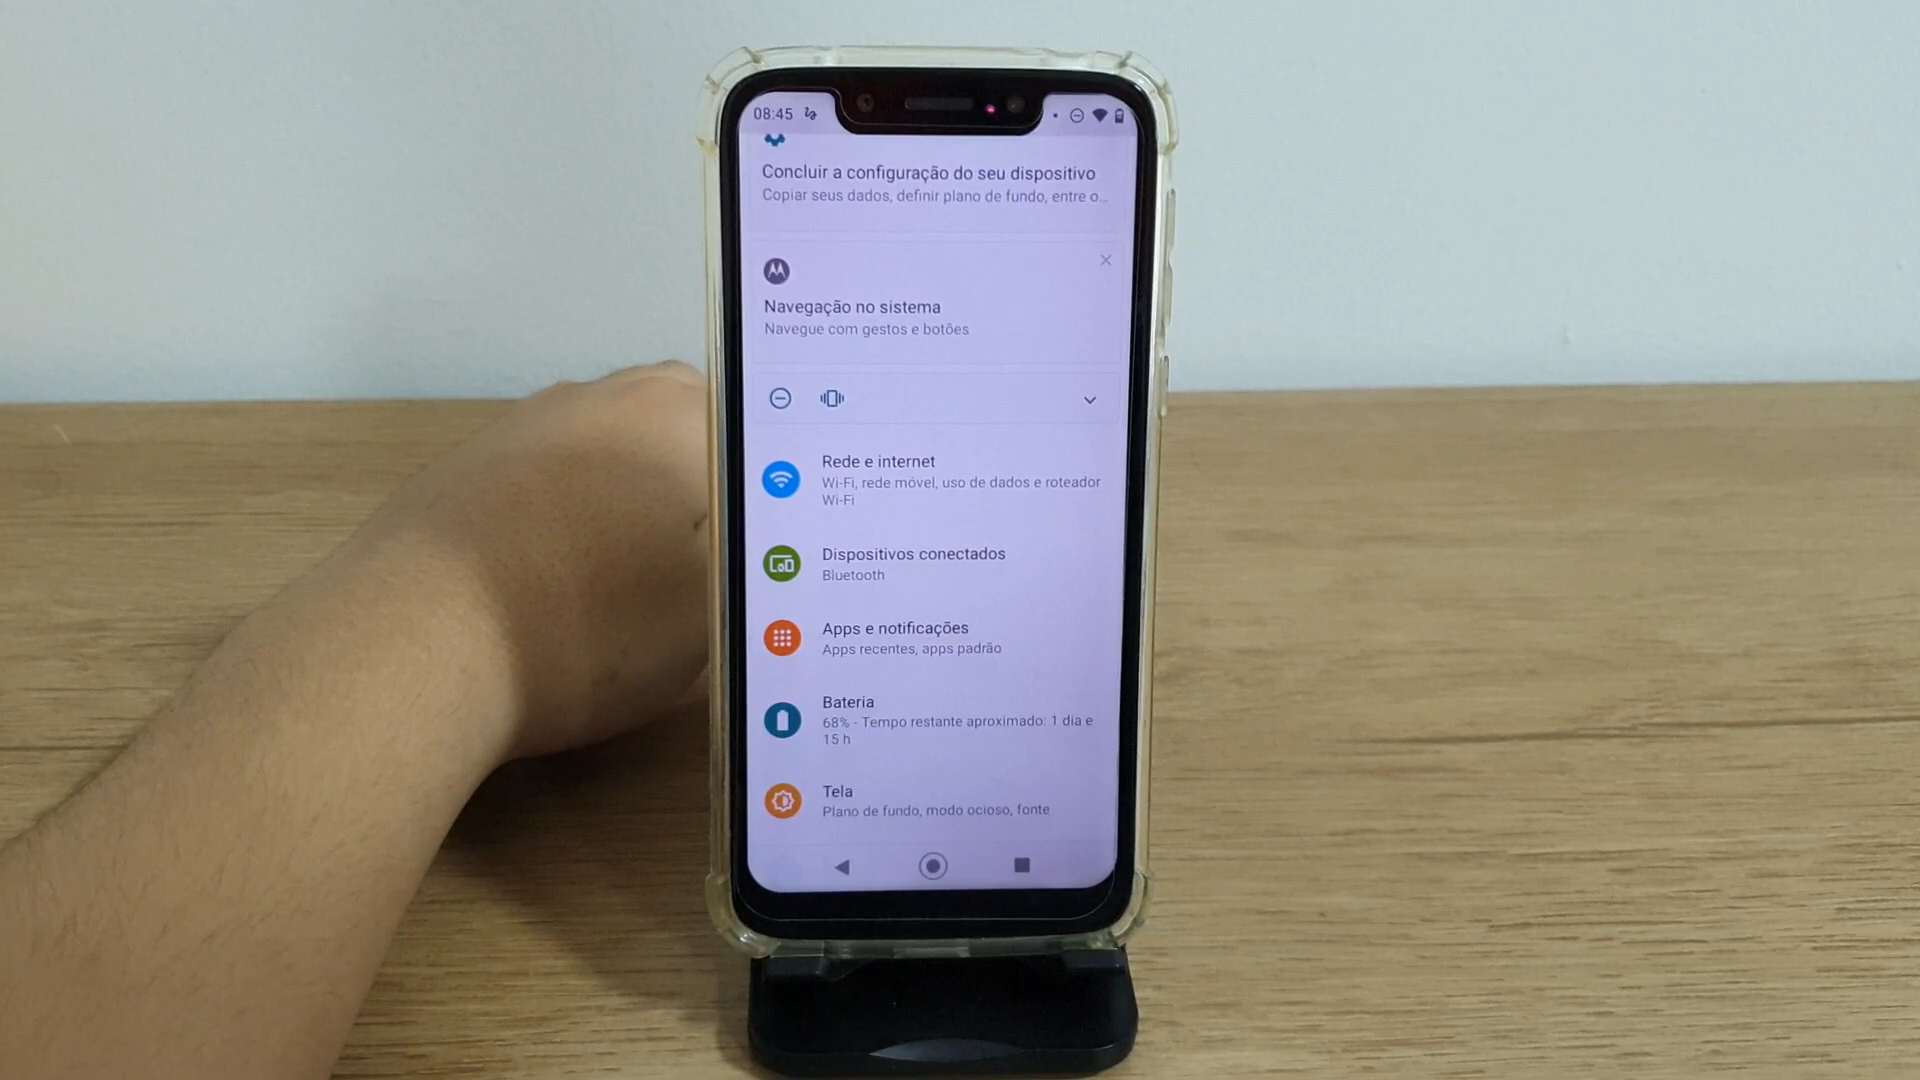 08:45
Concluir a configuração do seu dispositivo
Copiar seus dados, definir plano de fundo, entre o...
Navegação no sistema
Navegue com gestos e botões
Rede e internet
Wi-Fi, rede móvel, uso de dados e roteador
Wi-Fi
Dispositivos conectados
Bluetooth
Apps e notificações
Apps recentes, apps padrão
Bateria
68% - Tempo restante aproximado: 1 dia e
15 h
Tela
Plano de fundo, modo ocioso, fonte